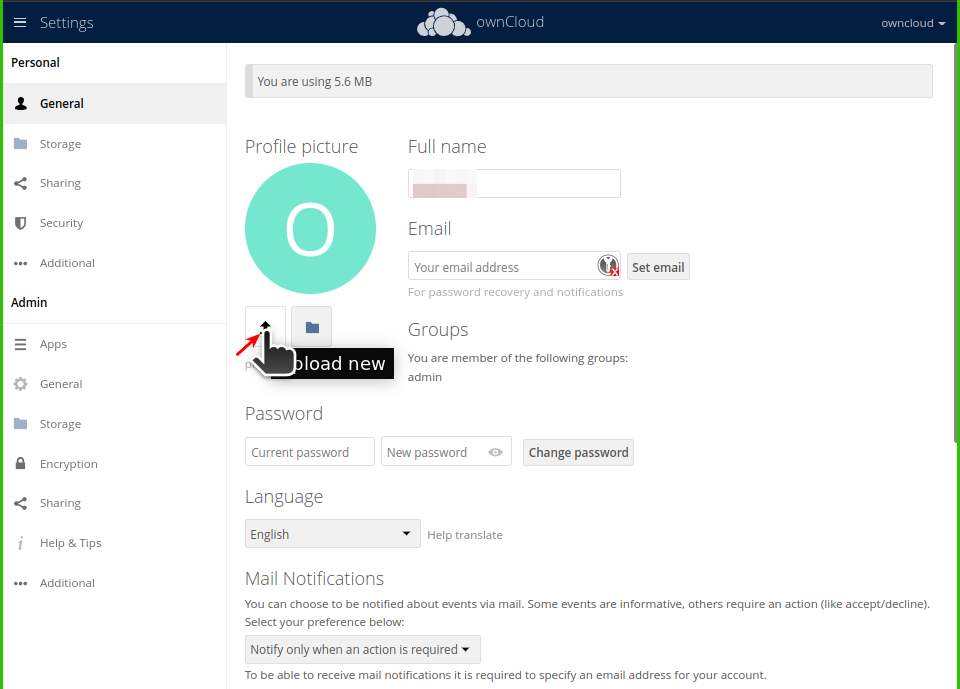 Settings
ownCloud
owncloud
Personal
General
Storage
Sharing
Security
Additional
Admin
Apps
General
Storage
Encryption
Sharing
Help & Tips
Additional
You are using 5.6 MB
Profile picture
O
Full name
Email
Your email address
Set email
For password recovery and notifications
Groups
You are member of the following groups:
admin
new
Password
Current password
New password
Change password
Language
English
Help translate
Mail Notifications
You can choose to be notified about events via mail. Some events are informative, others require an action (like accept/decline).
Select your preference below:
Notify only when an action is required
To be able to receive mail notifications it is required to specify an email address for your account.